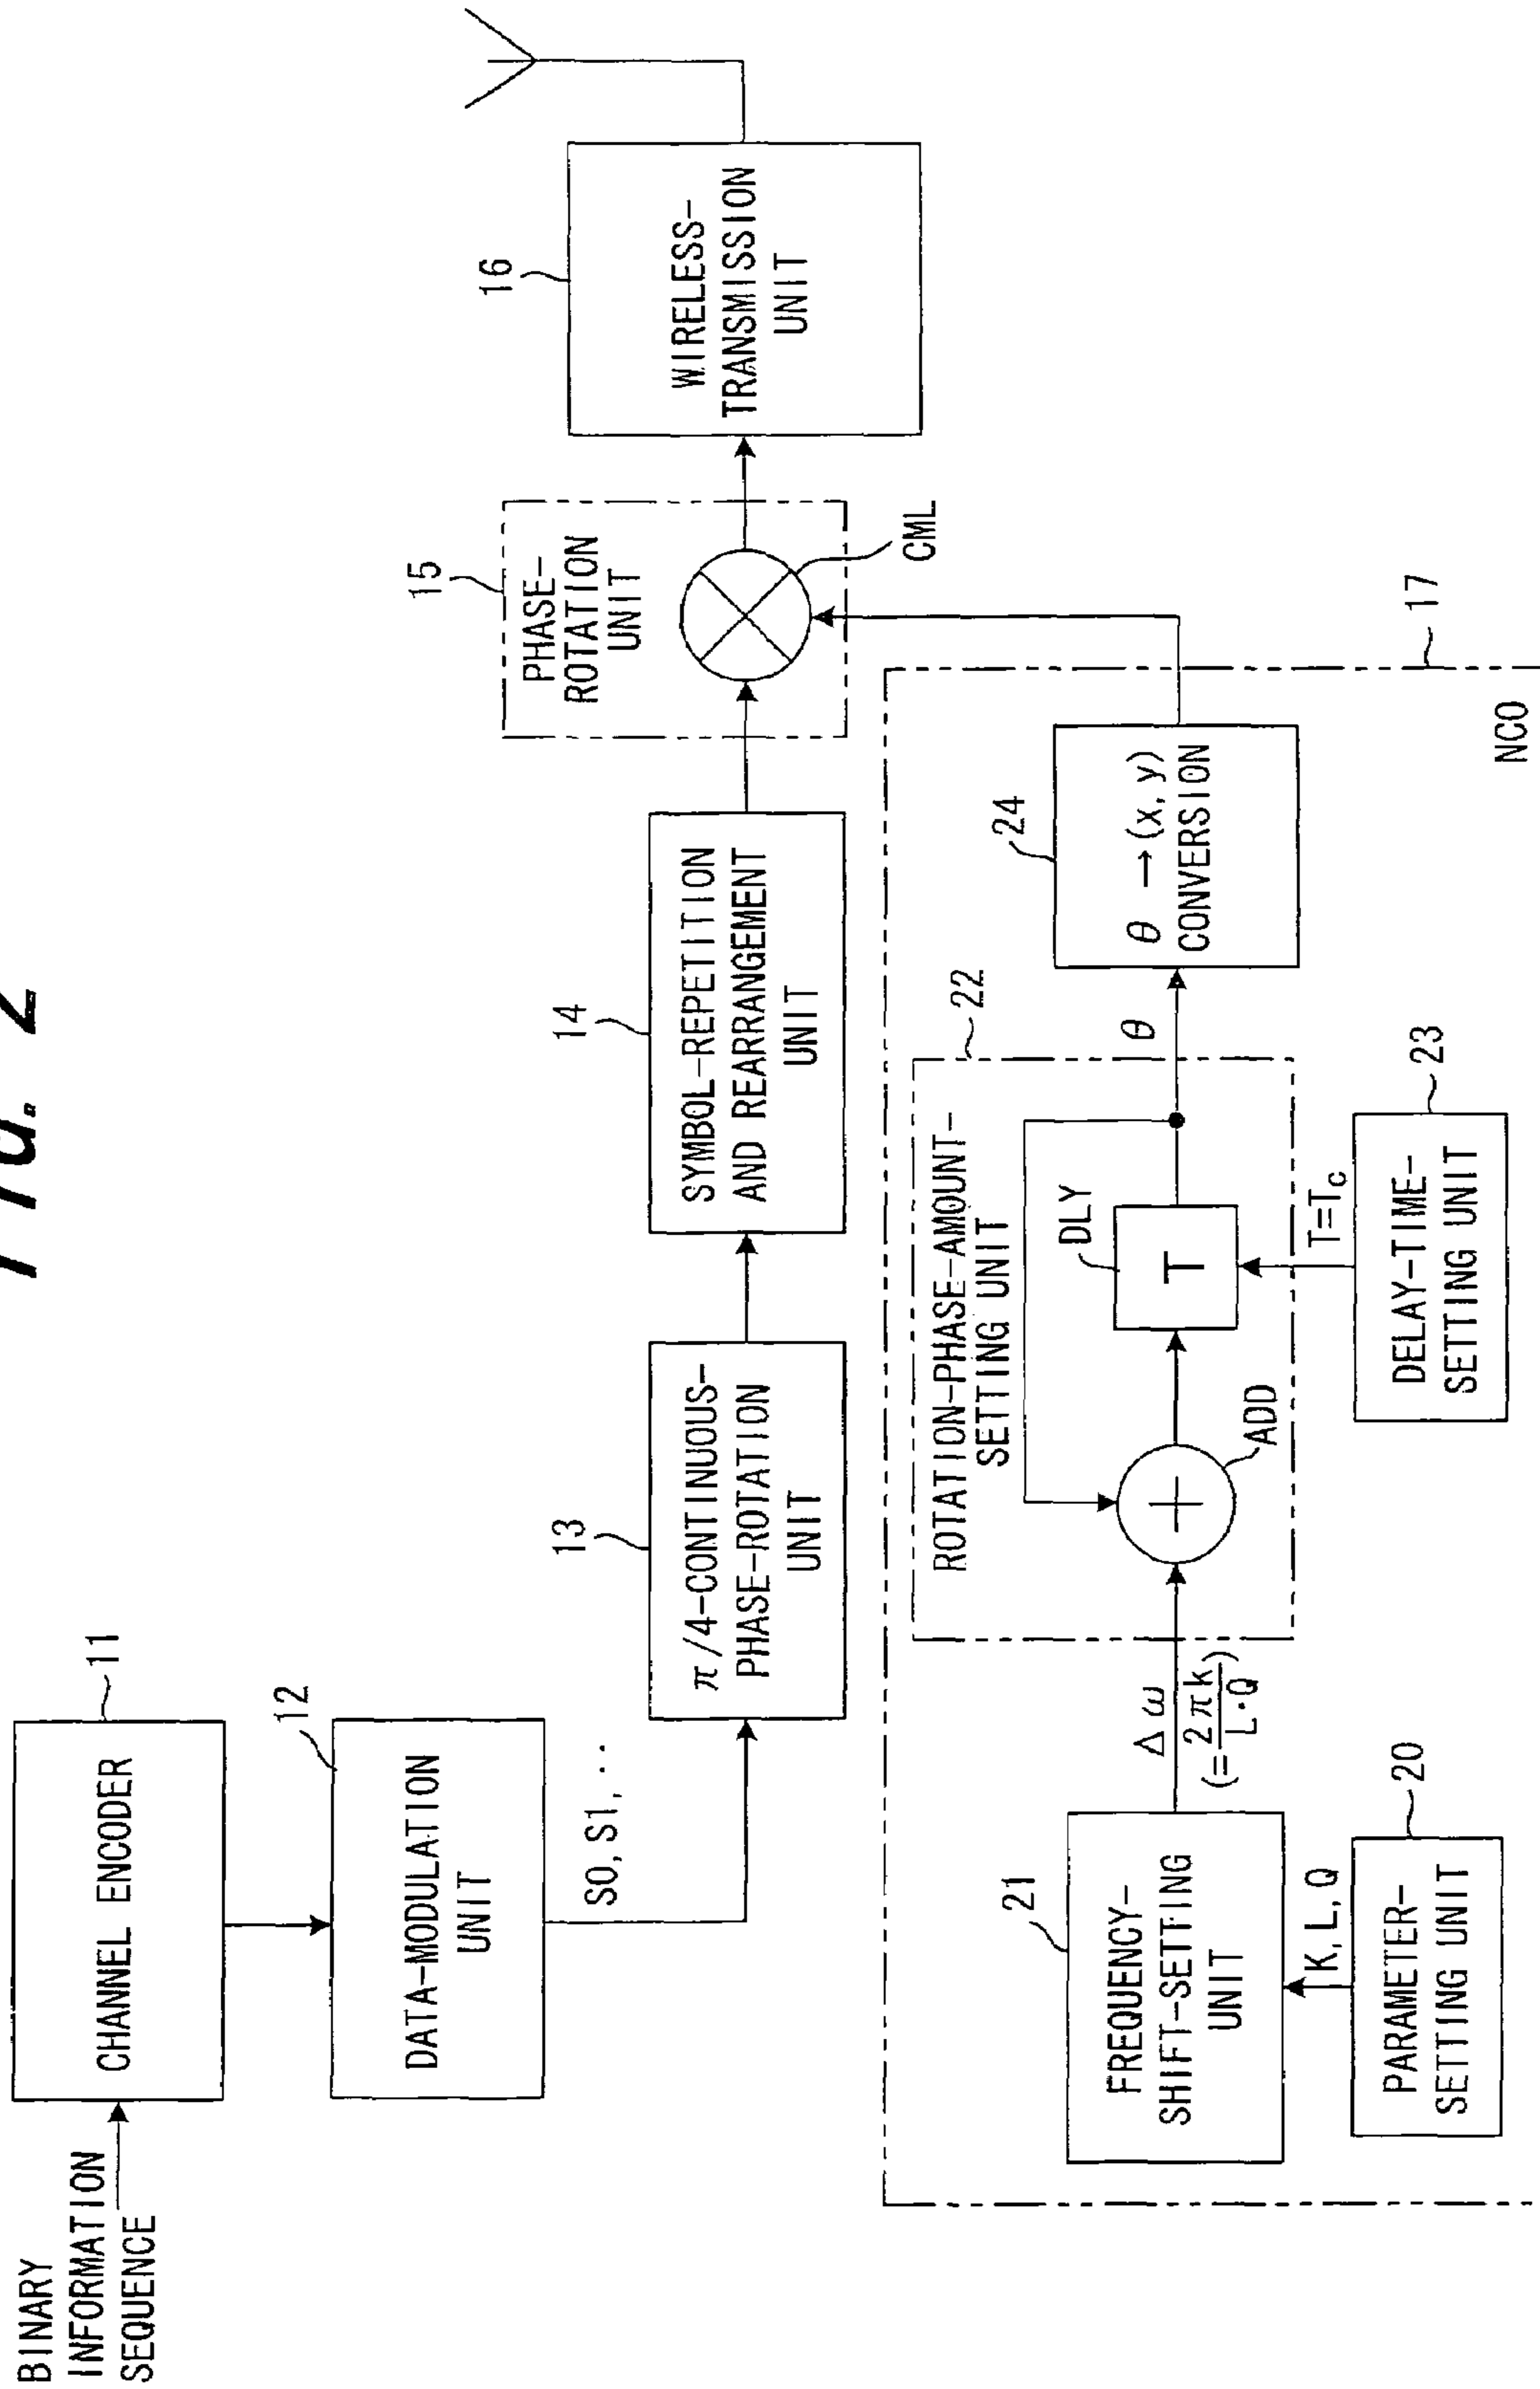 FIG. 2
BINARY
INFORMATION
SEQUENCE
11
CHANNEL ENCODER
12
DATA-MODULATION
UNIT
S0, S1, ..
13
π/4-CONTINUOUS-
PHASE-ROTATION
UNIT
14
SYMBOL-REPETITION
AND REARRANGEMENT
UNIT
15
PHASE-
ROTATION
UNIT
CML
16
WIRELESS-
TRANSMISSION
UNIT
17
NCO
20
PARAMETER-
SETTING UNIT
K, L, Q
21
FREQUENCY-
SHIFT-SETTING
UNIT
Δω
(= 2πk / L·Q)
22
ROTATION-PHASE-AMOUNT-
SETTING UNIT
+
ADD
DLY
T
θ
T=Tc
23
DELAY-TIME-
SETTING UNIT
24
θ → (x, y)
CONVERSION